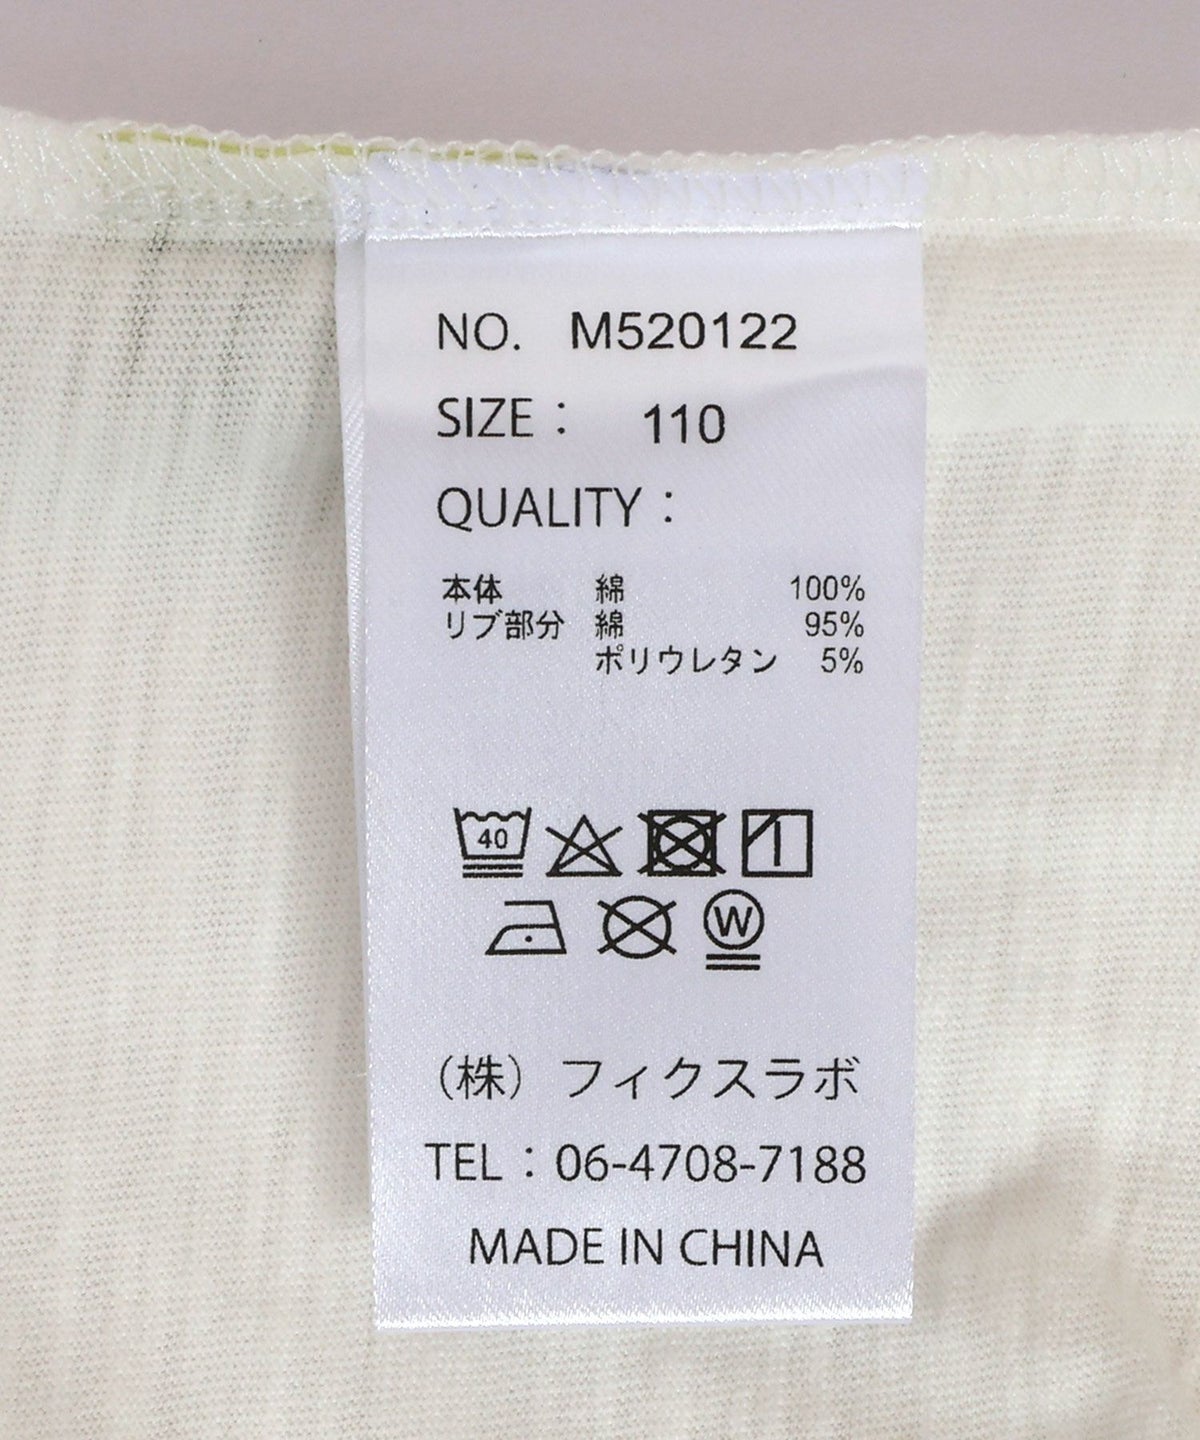 NO. M520122
SIZE： 110
QUALITY：
本体 綿 100%
リブ部分 綿 95%
ポリウレタン 5%
40
W
（株）フィクスラボ
TEL：06-4708-7188
MADE IN CHINA